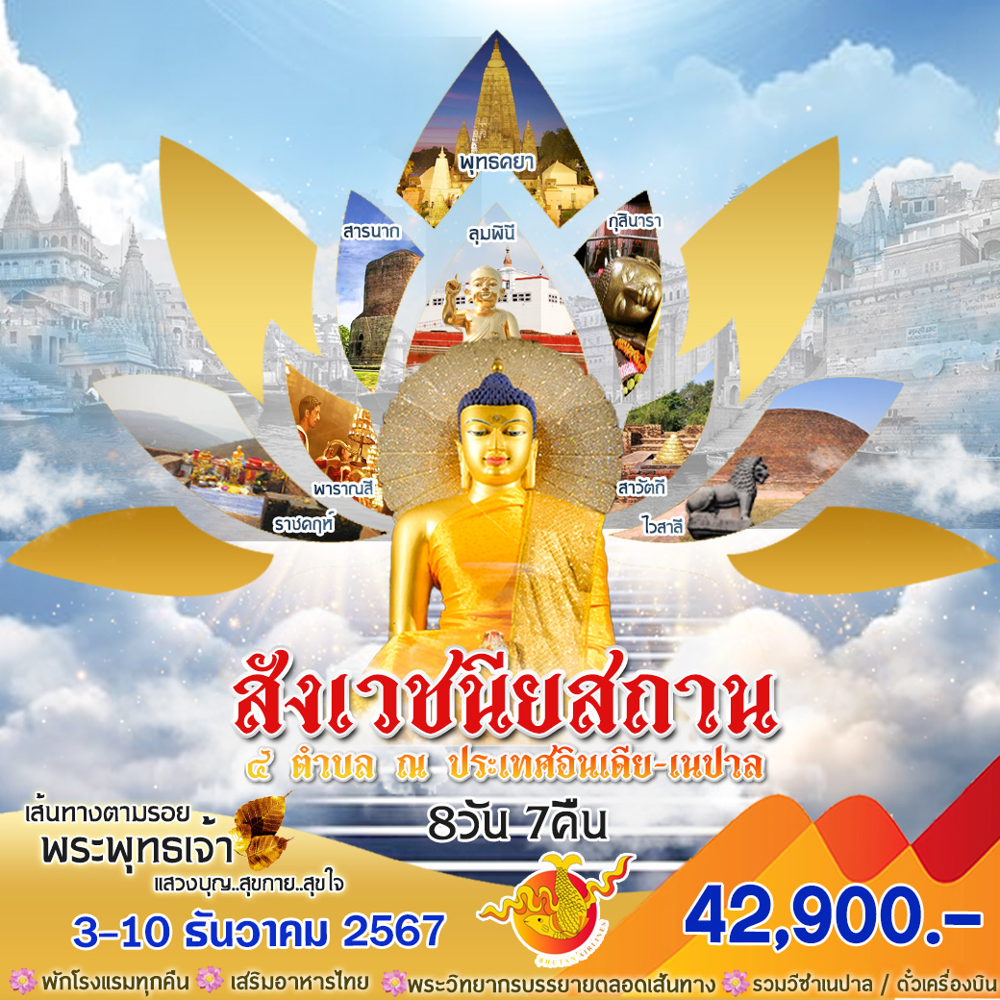 พุทธคยา
สารนาถ
ลุมพินี
กุสินารา
พาราณสี
สาวัตถี
ราชคฤห์
ไวสาลี
สังเวชนียสถาน
๔ ตำบล ณ ประเทศอินเดีย-เนปาล
8วัน 7คืน
เส้นทางตามรอย
พระพุทธเจ้า
แสวงบุญ..สุขกาย..สุขใจ
3-10 ธันวาคม 2567
BHUTAN AIRLINES
42,900.-
พักโรงแรมทุกคืน เสริมอาหารไทย พระวิทยากรบรรยายตลอดเส้นทาง รวมวีซ่าเนปาล / ตั๋วเครื่องบิน